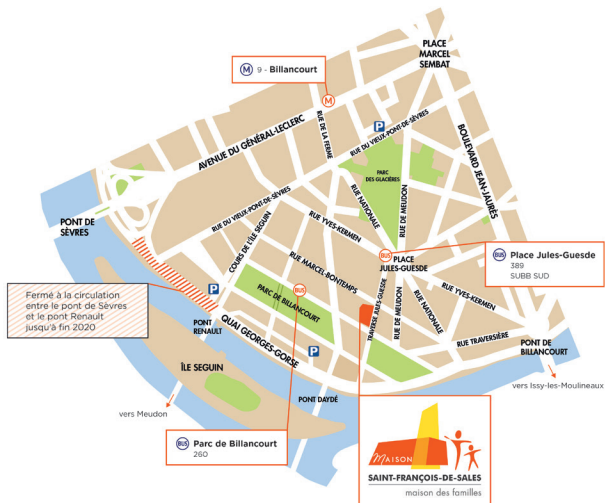 PLACE
MARCEL
SEMBAT
M 9 - Billancourt
M
AVENUE DU GÉNÉRAL-LECLERC
RUE DE LA FERME
P
RUE DU VIEUX-PONT-DE-SÈVRES
BOULEVARD JEAN-JAURÈS
PARC
DES GLACIÈRES
RUE NATIONALE
RUE DE MEUDON
PONT DE
SÈVRES
RUE DU VIEUX-PONT-DE-SÈVRES
COURS DE L'ÎLE SEGUIN
RUE YVES-KERMEN
BUS
PLACE
JULES-GUESDE
BUS Place Jules-Guesde
389
SUBB SUD
RUE MARCEL-BONTEMPS
BUS
P
PARC DE BILLANCOURT
TRAVERSE JULES-GUESDE
RUE DE MEUDON
RUE NATIONALE
RUE YVES-KERMEN
Fermé à la circulation
entre le pont de Sèvres
et le pont Renault
jusqu'à fin 2020
PONT
RENAULT
QUAI GEORGES-GORSE
P
RUE TRAVERSIÈRE
PONT DE
BILLANCOURT
ÎLE SEGUIN
vers Issy-les-Moulineaux
PONT DAYDÉ
vers Meudon
BUS Parc de Billancourt
260
MAISON
SAINT-FRANÇOIS-DE-SALES
maison des familles